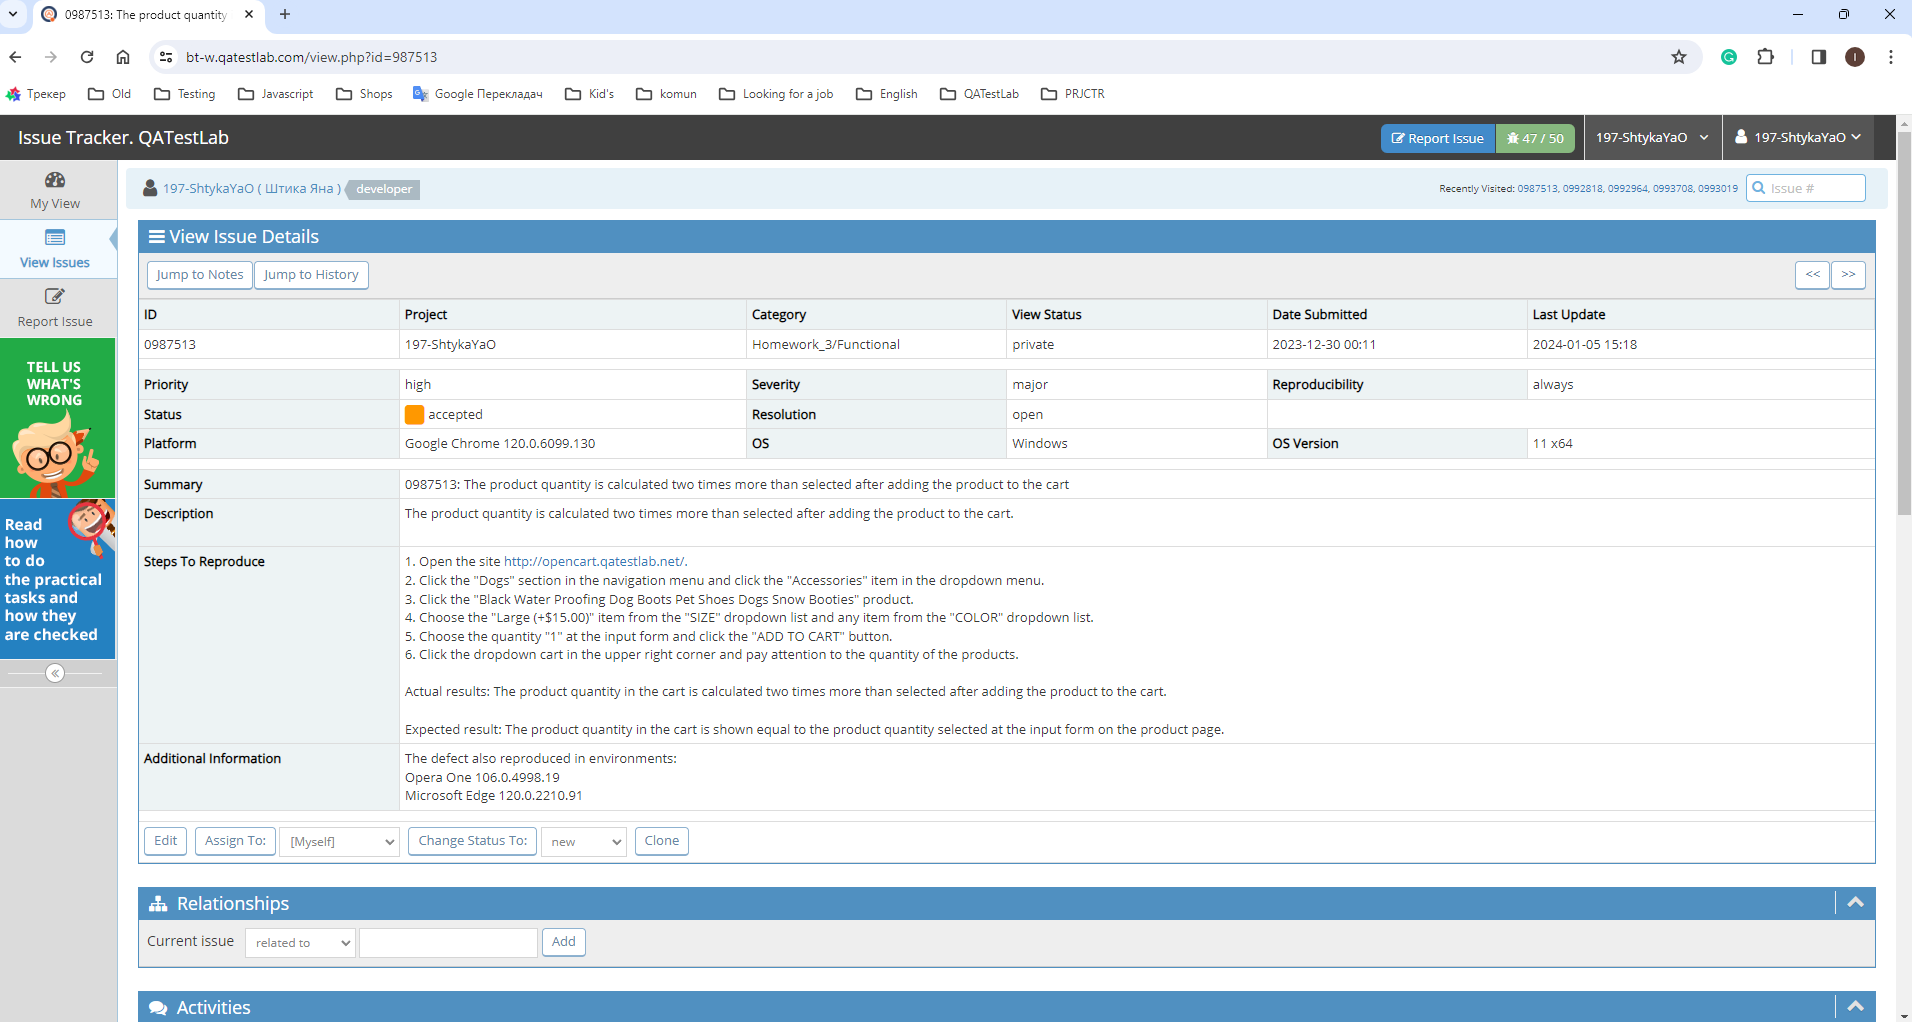 0987513: The product quantity
bt-w.qatestlab.com/view.php?id=987513
I
Трекер Old Testing Javascript Shops Google Перекладач Kid's komun Looking for a job English QATestLab PRJCTR
Issue Tracker. QATestLab
Report Issue 47 / 50 197-ShtykaYaO 197-ShtykaYaO
My View
View Issues
Report Issue
TELL US
WHAT'S
WRONG
Read
how
to do
the practical
tasks and
how they
are checked
«
197-ShtykaYaO ( Штика Яна ) developer
Recently Visited: 0987513, 0992818, 0992964, 0993708, 0993019 Issue #
View Issue Details
Jump to Notes Jump to History << >>
ID Project Category View Status Date Submitted Last Update
0987513 197-ShtykaYaO Homework_3/Functional private 2023-12-30 00:11 2024-01-05 15:18
Priority high Severity major Reproducibility always
Status accepted Resolution open
Platform Google Chrome 120.0.6099.130 OS Windows OS Version 11 x64
Summary 0987513: The product quantity is calculated two times more than selected after adding the product to the cart
Description The product quantity is calculated two times more than selected after adding the product to the cart.
Steps To Reproduce 1. Open the site http://opencart.qatestlab.net/.
2. Click the "Dogs" section in the navigation menu and click the "Accessories" item in the dropdown menu.
3. Click the "Black Water Proofing Dog Boots Pet Shoes Dogs Snow Booties" product.
4. Choose the "Large (+$15.00)" item from the "SIZE" dropdown list and any item from the "COLOR" dropdown list.
5. Choose the quantity "1" at the input form and click the "ADD TO CART" button.
6. Click the dropdown cart in the upper right corner and pay attention to the quantity of the products.
Actual results: The product quantity in the cart is calculated two times more than selected after adding the product to the cart.
Expected result: The product quantity in the cart is shown equal to the product quantity selected at the input form on the product page.
Additional Information The defect also reproduced in environments:
Opera One 106.0.4998.19
Microsoft Edge 120.0.2210.91
Edit Assign To: [Myself] Change Status To: new Clone
Relationships
Current issue related to Add
Activities